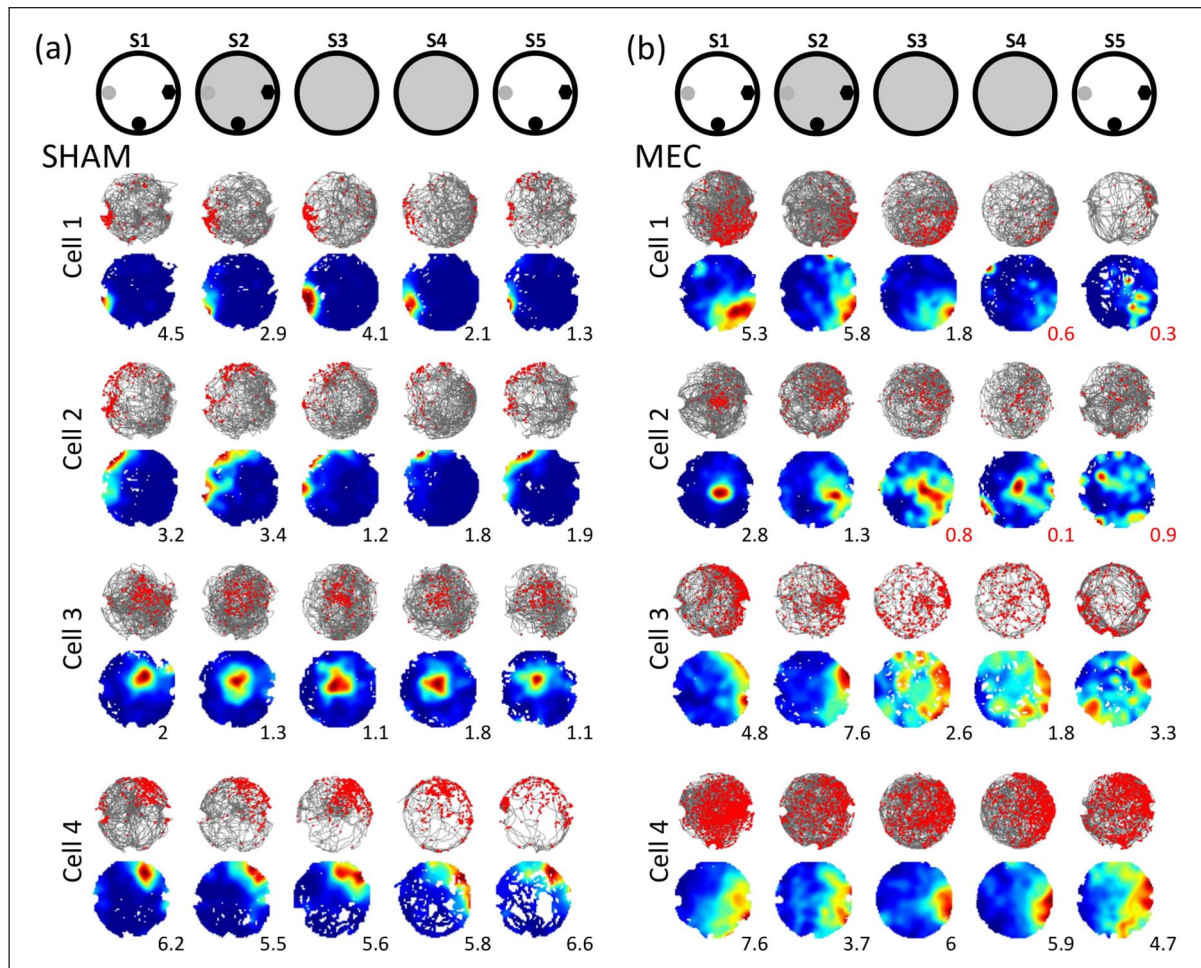 (a) S1 S2 S3 S4 S5
SHAM
Cell 1
4.5 2.9 4.1 2.1 1.3
Cell 2
3.2 3.4 1.2 1.8 1.9
Cell 3
2 1.3 1.1 1.8 1.1
Cell 4
6.2 5.5 5.6 5.8 6.6
(b) S1 S2 S3 S4 S5
MEC
Cell 1
5.3 5.8 1.8 0.6 0.3
Cell 2
2.8 1.3 0.8 0.1 0.9
Cell 3
4.8 7.6 2.6 1.8 3.3
Cell 4
7.6 3.7 6 5.9 4.7